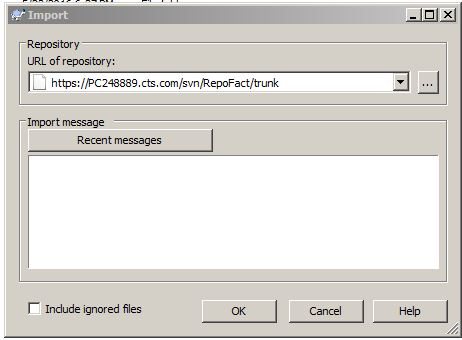 Import
Repository
URL of repository:
https://PC248889.cts.com/svn/RepoFact/trunk
...
Import message
Recent messages
Include ignored files
OK
Cancel
Help